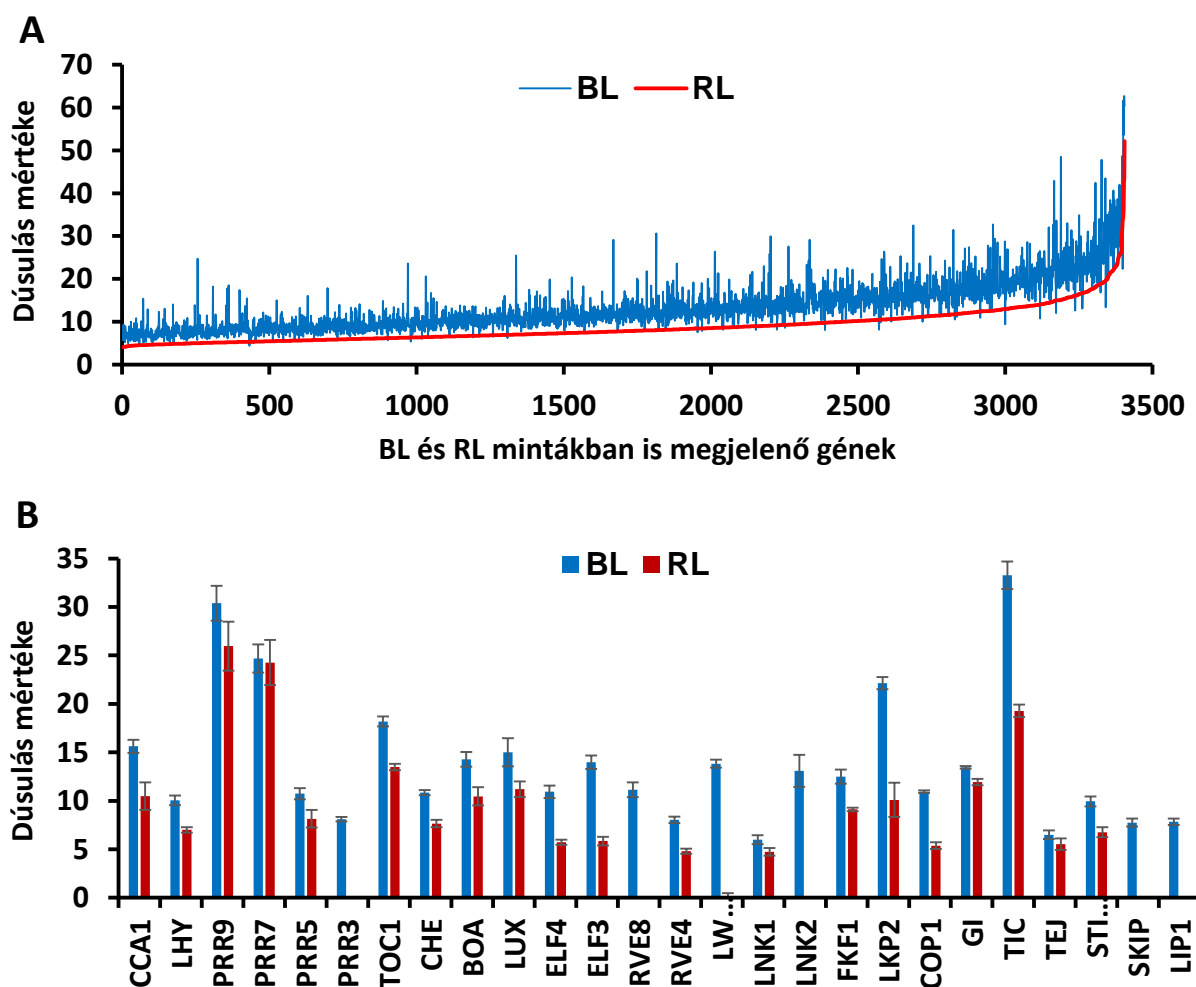 A
70
60
50
40
30
20
10
0
Dúsulás mértéke
BL RL
0 500 1000 1500 2000 2500 3000 3500
BL és RL mintákban is megjelenő gének
B
35
30
25
20
15
10
5
0
Dúsulás mértéke
BL RL
CCA1
LHY
PRR9
PRR7
PRR5
PRR3
TOC1
CHE
BOA
LUX
ELF4
ELF3
RVE8
RVE4
LW...
LNK1
LNK2
FKF1
LKP2
COP1
GI
TIC
TEJ
STI...
SKIP
LIP1